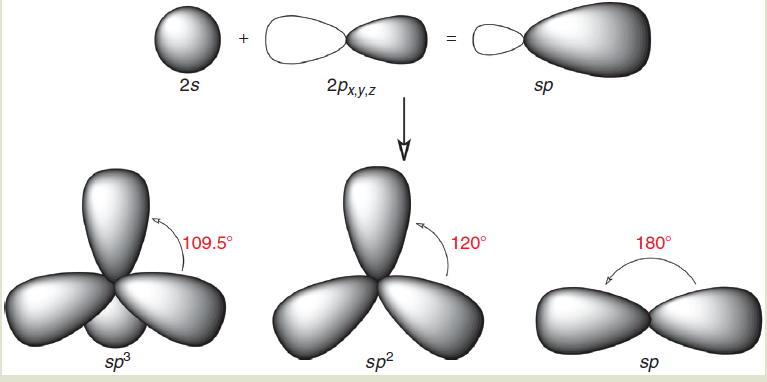 + =
2s 2pₓ,ᵧ,z sp
109.5° 120° 180°
sp³ sp² sp